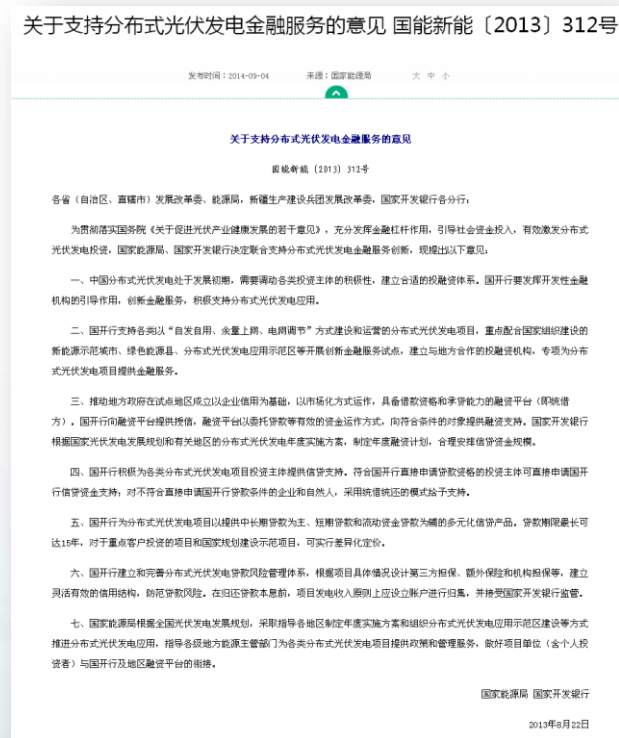 关于支持分布式光伏发电金融服务的意见 国能新能〔2013〕312号
发布时间：2014-09-04 来源：国家能源局 大 中 小
关于支持分布式光伏发电金融服务的意见
国能新能〔2013〕312号
各省（自治区、直辖市）发展改革委、能源局，新疆生产建设兵团发展改革委，国家开发银行各分行：
为贯彻落实国务院《关于促进光伏产业健康发展的若干意见》，充分发挥金融杠杆作用，引导社会资金投入，有效激发分布式
光伏发电投资，国家能源局、国家开发银行决定联合支持分布式光伏发电金融服务创新，现提出以下意见：
一、中国分布式光伏发电处于发展初期，需要调动各类投资主体的积极性，建立合适的投融资体系。国开行要发挥开发性金融
机构的引导作用，创新金融服务，积极支持分布式光伏发电应用。
二、国开行支持各类以“自发自用、余量上网、电网调节”方式建设和运营的分布式光伏发电项目，重点配合国家组织建设的
新能源示范城市、绿色能源县、分布式光伏发电应用示范区等开展创新金融服务试点，建立与地方合作的投融资机构，专项为分布
式光伏发电项目提供金融服务。
三、推动地方政府在试点地区成立以企业信用为基础，以市场化方式运作，具备借款资格和承贷能力的融资平台（即统借
方）。国开行向融资平台提供授信，融资平台以委托贷款等有效的资金运作方式，向符合条件的对象提供融资支持。国家开发银行
根据国家光伏发电发展规划和有关地区的分布式光伏发电年度实施方案，制定年度融资计划，合理安排信贷资金规模。
四、国开行积极为各类分布式光伏发电项目投资主体提供信贷支持。符合国开行直接申请贷款资格的投资主体可直接申请国开
行信贷资金支持；对不符合直接申请国开行贷款条件的企业和自然人，采用统借统还的模式给予支持。
五、国开行为分布式光伏发电项目以提供中长期贷款为主、短期贷款和流动资金贷款为辅的多元化信贷产品。贷款期限最长可
达15年，对于重点客户投资的项目和国家规划建设示范项目，可实行差异化定价。
六、国开行建立和完善分布式光伏发电贷款风险管理体系，根据项目具体情况设计第三方担保、额外保险和机构担保等，建立
灵活有效的信用结构，防范贷款风险。在归还贷款本息前，项目发电收入原则上应设立账户进行归集，并接受国家开发银行监管。
七、国家能源局根据全国光伏发电发展规划，采取指导各地区制定年度实施方案和组织分布式光伏发电应用示范区建设等方式
推进分布式光伏发电应用，指导各级地方能源主管部门为各类分布式光伏发电项目提供政策和管理服务，做好项目单位（含个人投
资者）与国开行及地区融资平台的衔接。
国家能源局 国家开发银行
2013年8月22日